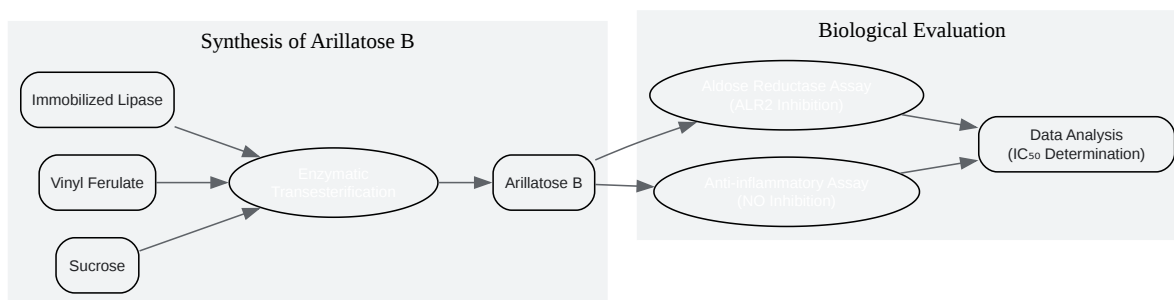 Synthesis of Arillatose B
Immobilized Lipase
Vinyl Ferulate
Sucrose
Enzymatic
Transesterification
Arillatose B
Biological Evaluation
Aldose Reductase Assay
(ALR2 Inhibition)
Anti-inflammatory Assay
(NO Inhibition)
Data Analysis
(IC₅₀ Determination)